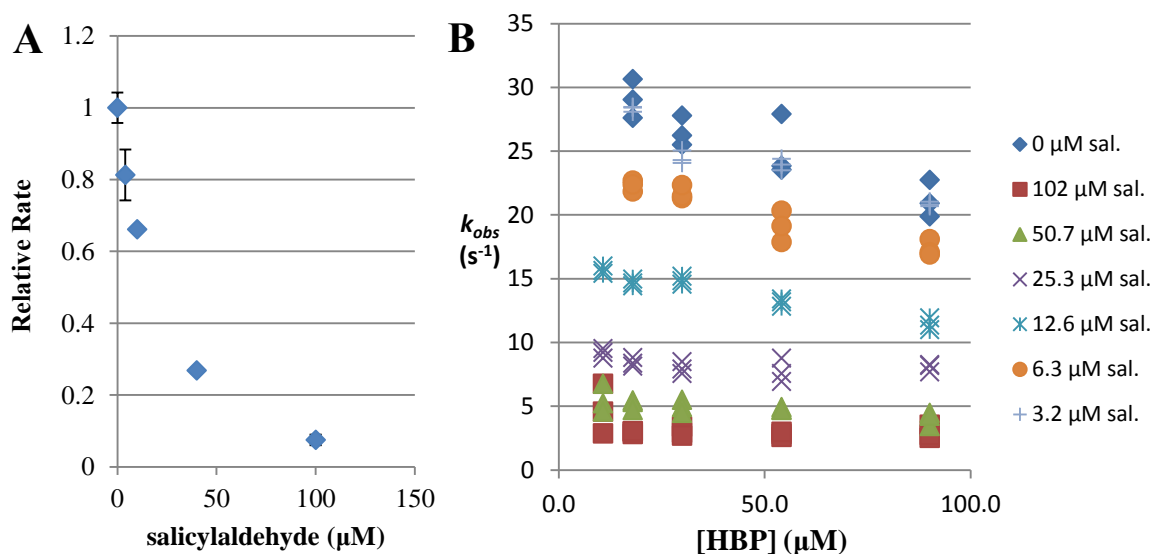 A
1.2
1
0.8
0.6
0.4
0.2
0
0
50
100
150
Relative Rate
salicylaldehyde (µM)
B
35
30
25
20
15
10
5
0
0.0
50.0
100.0
kobs
(s-1)
[HBP] (µM)
0 µM sal.
102 µM sal.
50.7 µM sal.
25.3 µM sal.
12.6 µM sal.
6.3 µM sal.
3.2 µM sal.